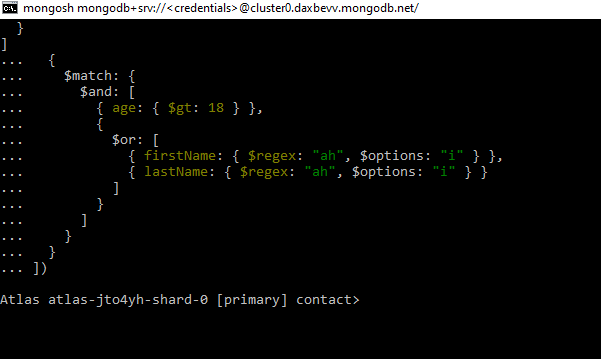 mongosh mongodb+srv://<credentials>@cluster0.daxbevv.mongodb.net/
  }
]
...   {
...     $match: {
...       $and: [
...         { age: { $gt: 18 } },
...         {
...           $or: [
...             { firstName: { $regex: "ah", $options: "i" } },
...             { lastName: { $regex: "ah", $options: "i" } }
...           ]
...         }
...       ]
...     }
...   }
... ])
Atlas atlas-jto4yh-shard-0 [primary] contact>